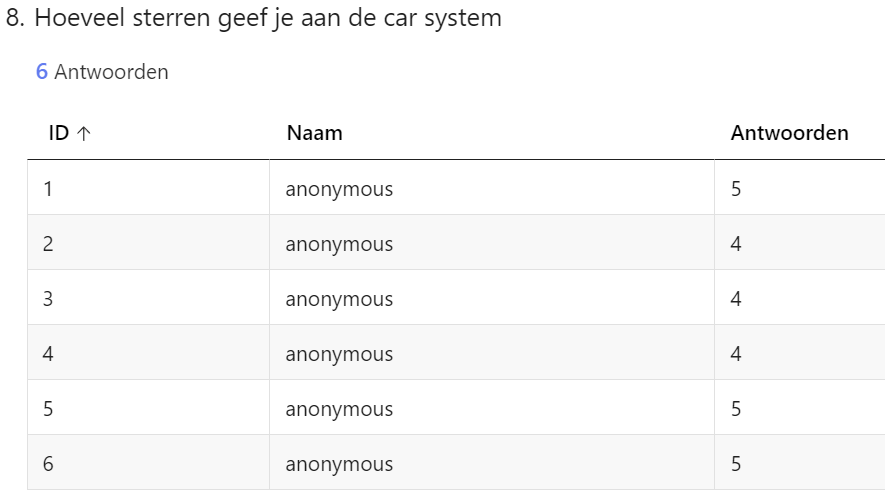 8. Hoeveel sterren geef je aan de car system
6 Antwoorden
ID ↑ Naam Antwoorden
1 anonymous 5
2 anonymous 4
3 anonymous 4
4 anonymous 4
5 anonymous 5
6 anonymous 5